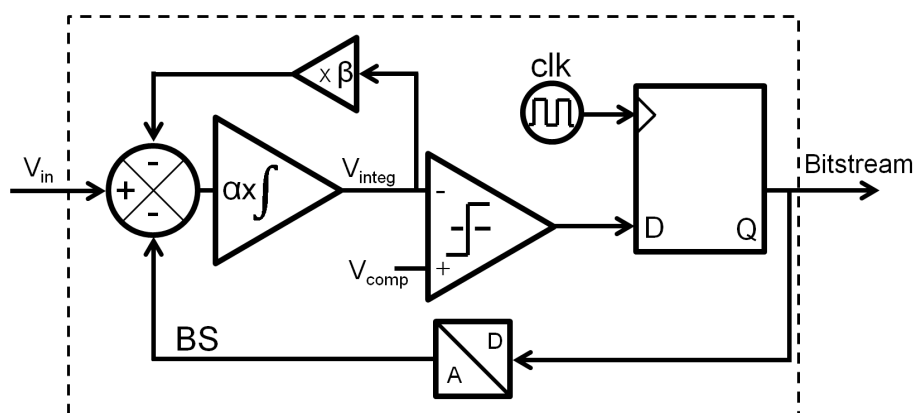 x β
clk
V_in
+
-
-
αx∫
V_integ
-
V_comp
+
D
Q
Bitstream
BS
D
A